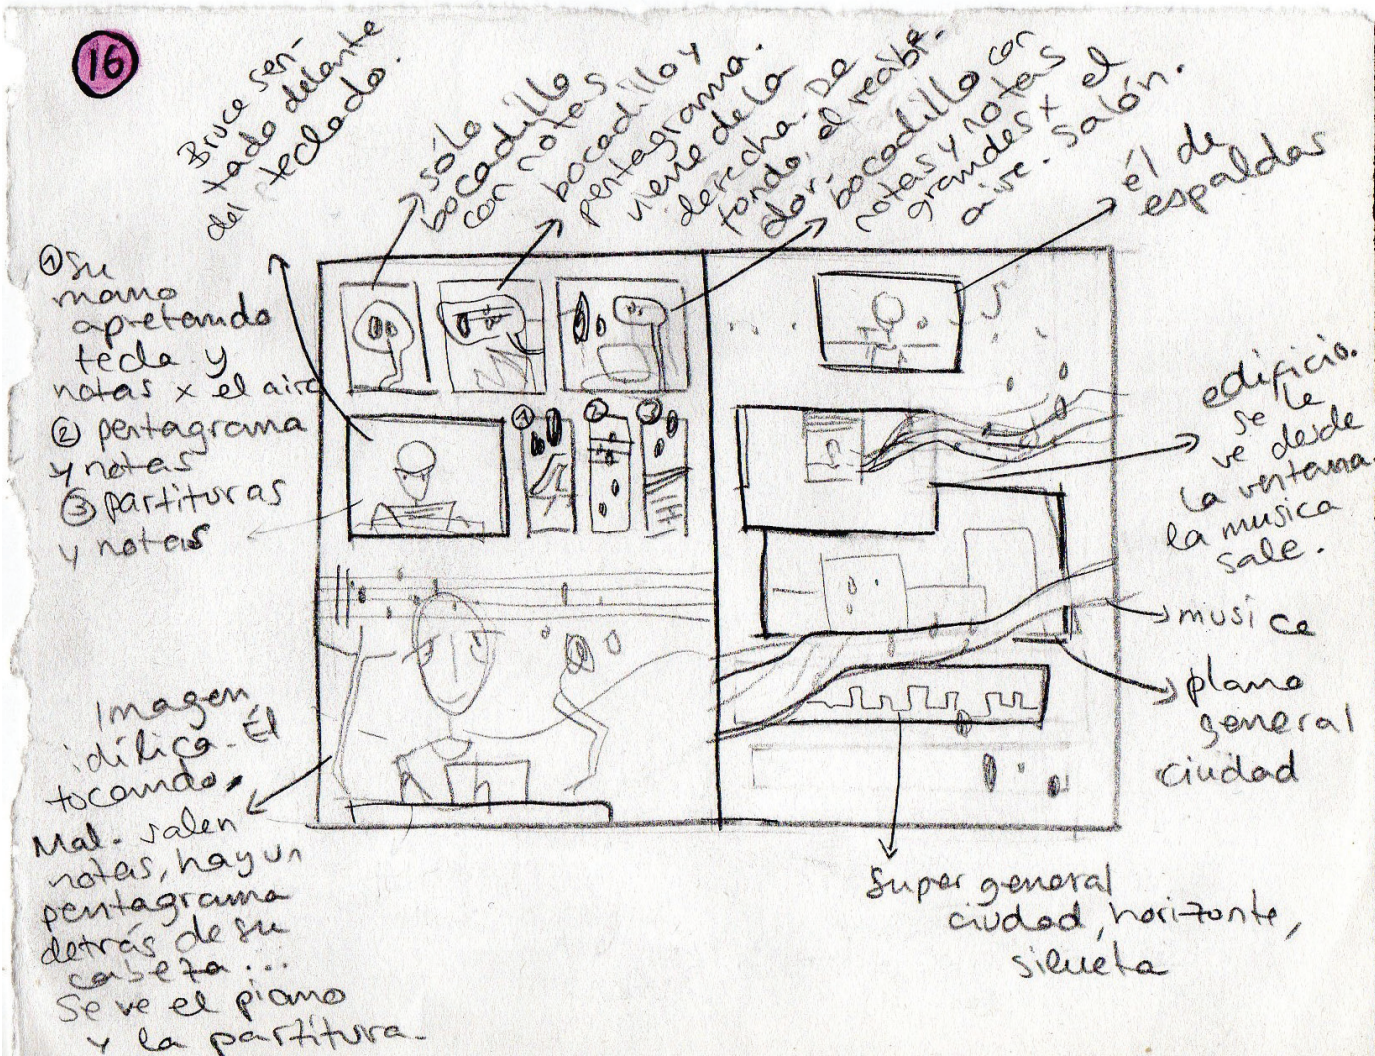 16
Bruce sen-
tado delante
del teclado.
sólo
bocadillo
con notas
bocadillo y
pentagrama.
viene de la
derecha. De
fondo, el recibi-
dor.
bocadillo con
notas y notas
grandes x el
aire. salón.
él de
espaldas
① Su
mano
apretando
tecla y
notas x el aire
② pentagrama
y notas
③ partituras
y notas
① ② ③
edificio.
se le
ve desde
la ventana.
la musica
sale.
musica
plano
general
ciudad
Imagen
idílica. Él
tocando.
Mal. salen
notas, hay un
pentagrama
detrás de su
cabeza...
Se ve el piano
y la partitura.
Super general
ciudad, horizonte,
silueta